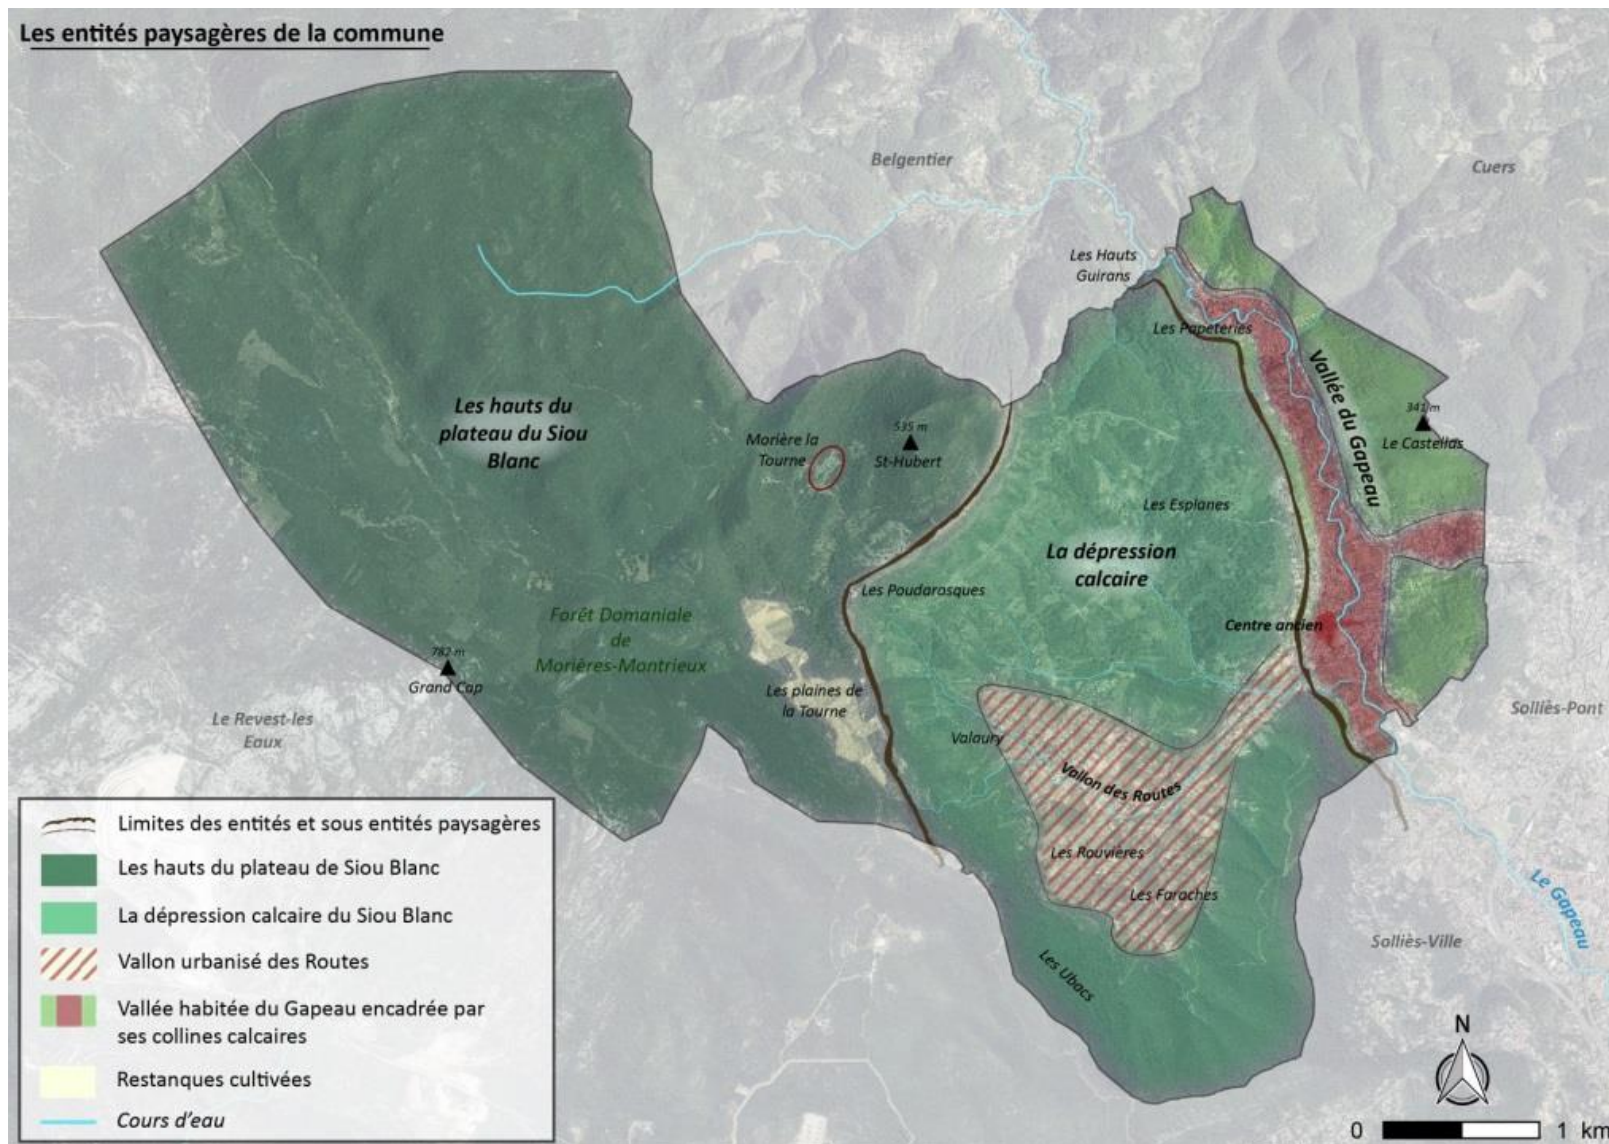 Les entités paysagères de la commune
Belgentier
Cuers
Les Hauts
Guirans
Les Papeteries
Vallée du Gapeau
341 m
Le Castellas
Les hauts du
plateau du Siou
Blanc
Morière la
Tourne
535 m
St-Hubert
Les Esplanes
La dépression
calcaire
Les Poudarasques
Forêt Domaniale
de
Morières-Montrieux
Centre ancien
782 m
Grand Cap
Les plaines de
la Tourne
Le Revest-les
Eaux
Solliès-Pont
Valaury
Vallon des Routes
Les Rouvières
Les Faraches
Les Ubacs
Solliès-Ville
Le Gapeau
Limites des entités et sous entités paysagères
Les hauts du plateau de Siou Blanc
La dépression calcaire du Siou Blanc
Vallon urbanisé des Routes
Vallée habitée du Gapeau encadrée par
ses collines calcaires
Restanques cultivées
Cours d'eau
N
0 1 km